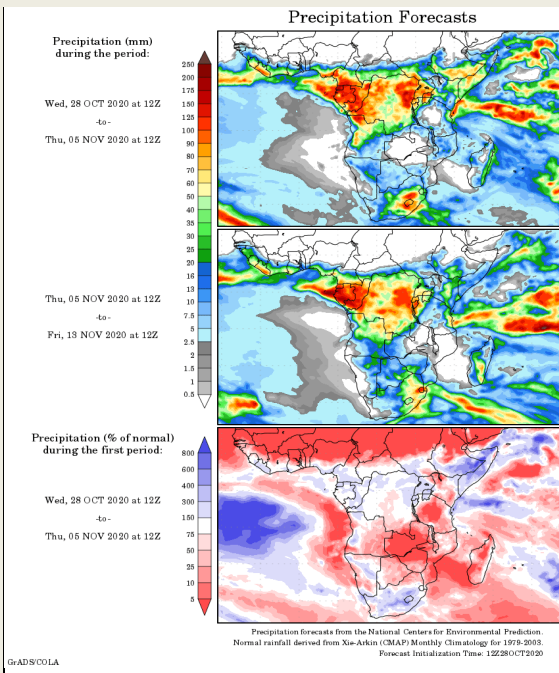 Precipitation Forecasts
Precipitation (mm)
during the period:
Wed, 28 OCT 2020 at 12Z
-to-
Thu, 05 NOV 2020 at 12Z
250
200
175
150
125
100
90
80
70
60
50
40
35
30
25
20
16
13
10
7.5
5
2.5
2
1.5
1
0.5
Thu, 05 NOV 2020 at 12Z
-to-
Fri, 13 NOV 2020 at 12Z
Precipitation (% of normal)
during the first period:
Wed, 28 OCT 2020 at 12Z
-to-
Thu, 05 NOV 2020 at 12Z
800
600
400
300
150
75
50
25
10
5
Precipitation forecasts from the National Centers for Environmental Prediction.
Normal rainfall derived from Xie-Arkin (CMAP) Monthly Climatology for 1979-2003.
Forecast Initialization Time: 12Z28OCT2020
GrADS/COLA